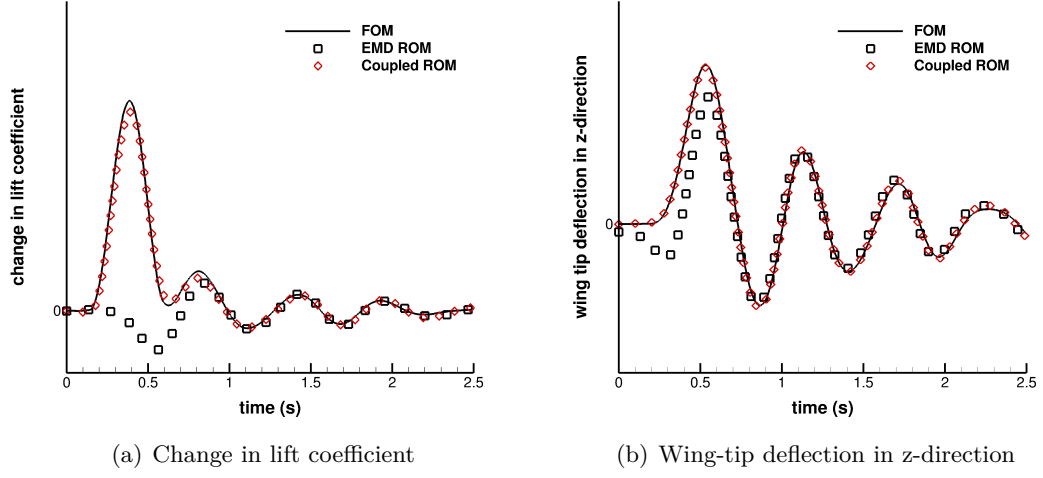 FOM
EMD ROM
Coupled ROM
change in lift coefficient
0
0 0.5 1 1.5 2 2.5
time (s)
(a) Change in lift coefficient
FOM
EMD ROM
Coupled ROM
wing tip deflection in z-direction
0
0 0.5 1 1.5 2 2.5
time (s)
(b) Wing-tip deflection in z-direction